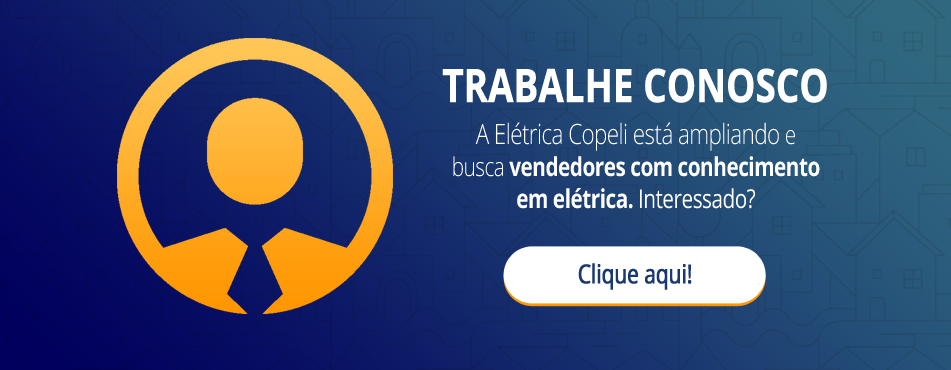 TRABALHE CONOSCO
A Elétrica Copeli está ampliando e
busca vendedores com conhecimento
em elétrica. Interessado?
Clique aqui!